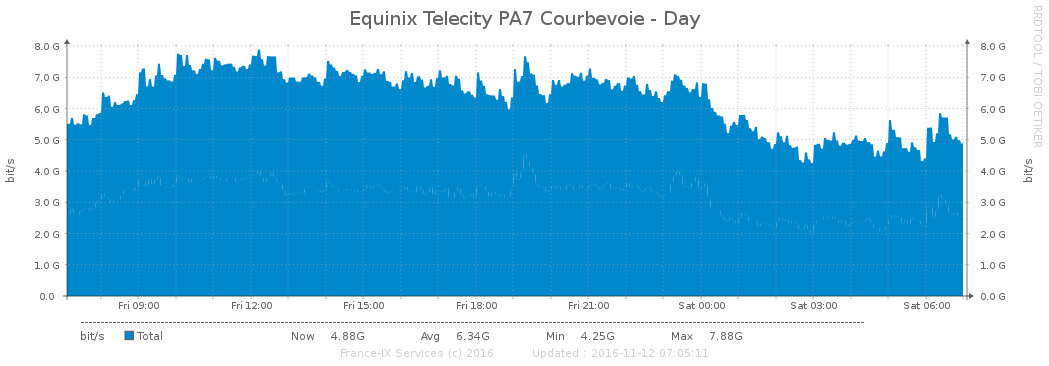 Equinix Telecity PA7 Courbevoie - Day
RRDTOOL / TOBI OETIKER
8.0 G 8.0 G
7.0 G 7.0 G
6.0 G 6.0 G
5.0 G 5.0 G
4.0 G 4.0 G
3.0 G 3.0 G
2.0 G 2.0 G
1.0 G 1.0 G
0.0 0.0 G
bit/s
bit/s
Fri 09:00 Fri 12:00 Fri 15:00 Fri 18:00 Fri 21:00 Sat 00:00 Sat 03:00 Sat 06:00
bit/s Total Now 4.88G Avg 6.34G Min 4.25G Max 7.88G
France-IX Services (c) 2016 Updated : 2016-11-12 07:05:11